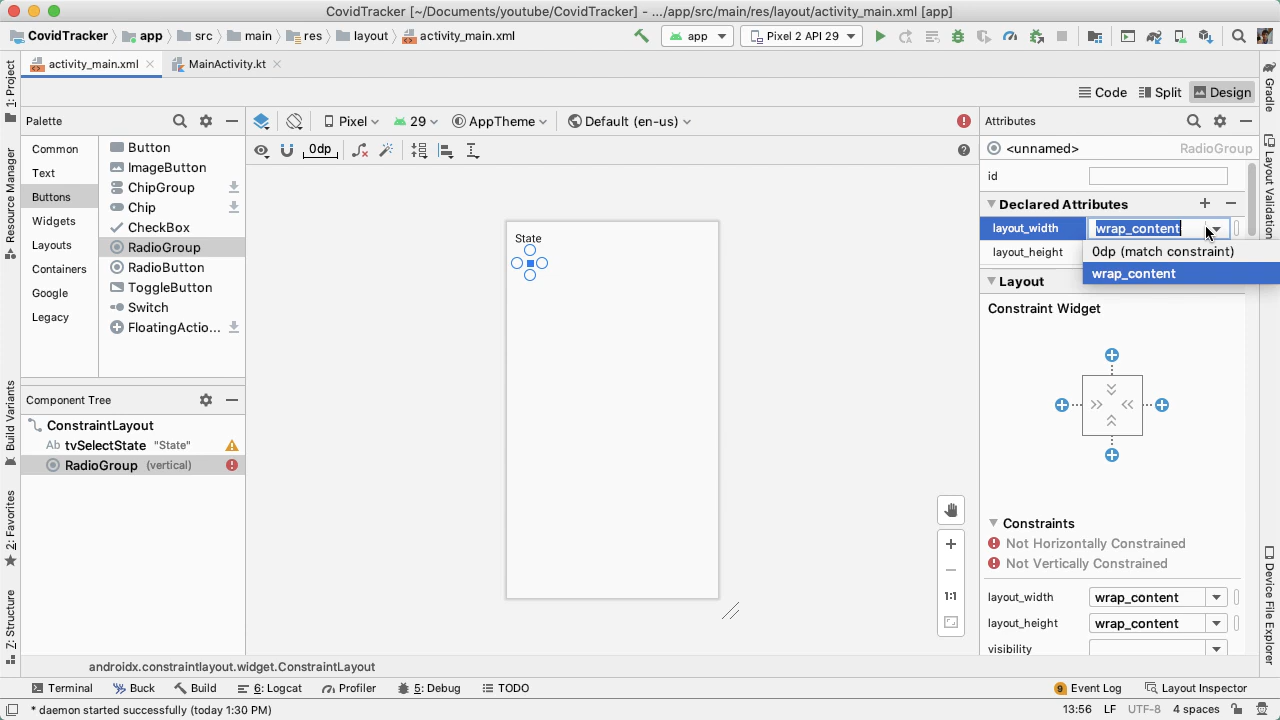 CovidTracker [~/Documents/youtube/CovidTracker] - .../app/src/main/res/layout/activity_main.xml [app]
CovidTracker app src main res layout activity_main.xml app Pixel 2 API 29
activity_main.xml MainActivity.kt
Code Split Design
Palette Pixel 29 AppTheme Default (en-us) Attributes
0dp
<unnamed> RadioGroup
Common
Text
Buttons
Widgets
Layouts
Containers
Google
Legacy
Button
ImageButton
ChipGroup
Chip
CheckBox
RadioGroup
RadioButton
ToggleButton
Switch
FloatingActio...
Component Tree
ConstraintLayout
Ab tvSelectState "State"
RadioGroup (vertical)
State
1:1
id
Declared Attributes
layout_width wrap_content
layout_height
0dp (match constraint)
wrap_content
Layout
Constraint Widget
Constraints
Not Horizontally Constrained
Not Vertically Constrained
layout_width wrap_content
layout_height wrap_content
visibility
1: Project
Resource Manager
Build Variants
2: Favorites
Z: Structure
Gradle
Layout Validation
Device File Explorer
androidx.constraintlayout.widget.ConstraintLayout
Terminal Buck Build 6: Logcat Profiler 5: Debug TODO 9 Event Log Layout Inspector
* daemon started successfully (today 1:30 PM) 13:56 LF UTF-8 4 spaces